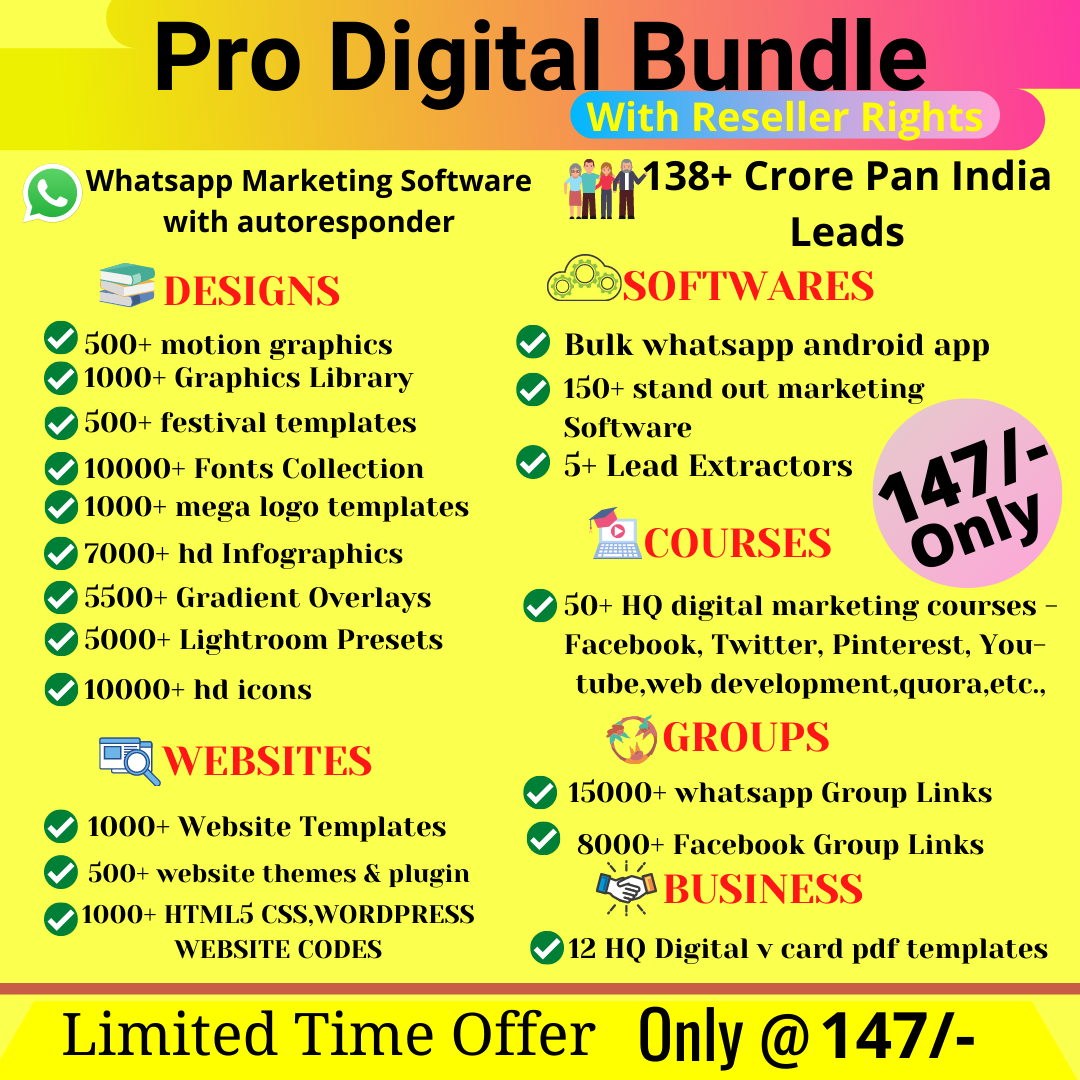 Pro Digital Bundle
With Reseller Rights
Whatsapp Marketing Software
with autoresponder
138+ Crore Pan India
Leads
DESIGNS
500+ motion graphics
1000+ Graphics Library
500+ festival templates
10000+ Fonts Collection
1000+ mega logo templates
7000+ hd Infographics
5500+ Gradient Overlays
5000+ Lightroom Presets
10000+ hd icons
WEBSITES
1000+ Website Templates
500+ website themes & plugin
1000+ HTML5 CSS,WORDPRESS
WEBSITE CODES
SOFTWARES
Bulk whatsapp android app
150+ stand out marketing
Software
5+ Lead Extractors
147/-
Only
COURSES
50+ HQ digital marketing courses -
Facebook, Twitter, Pinterest, You-
tube,web development,quora,etc.,
GROUPS
15000+ whatsapp Group Links
8000+ Facebook Group Links
BUSINESS
12 HQ Digital v card pdf templates
Limited Time Offer Only @ 147/-